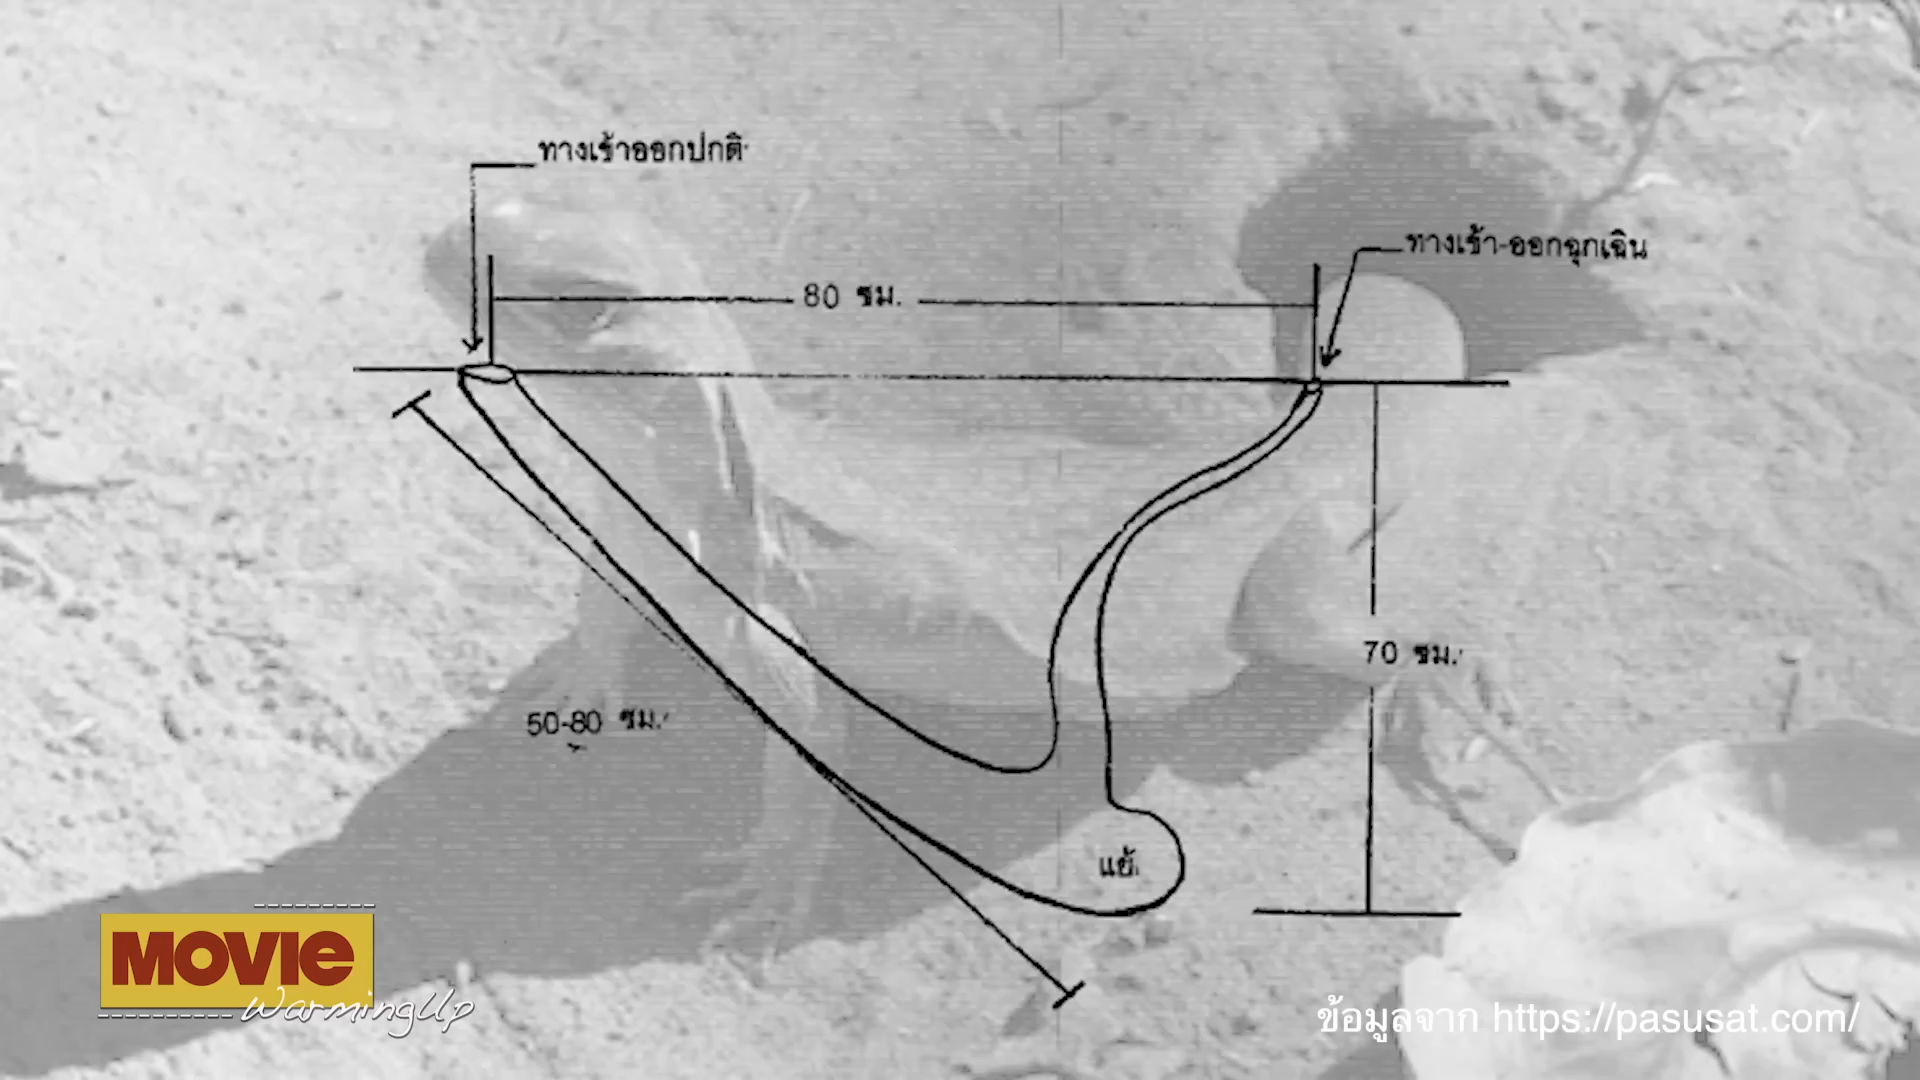 ทางเข้าออกปกติ
ทางเข้า-ออกฉุกเฉิน
80 ซม.
50-80 ซม.
70 ซม.
แย้
MOVIE
WarmingUp
ข้อมูลจาก https://pasusat.com/